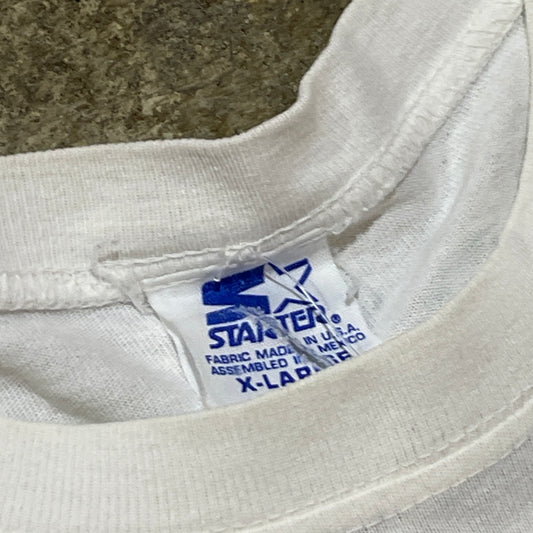 STARTER®
FABRIC MADE IN U.S.A.
ASSEMBLED IN MEXICO
X-LARGE